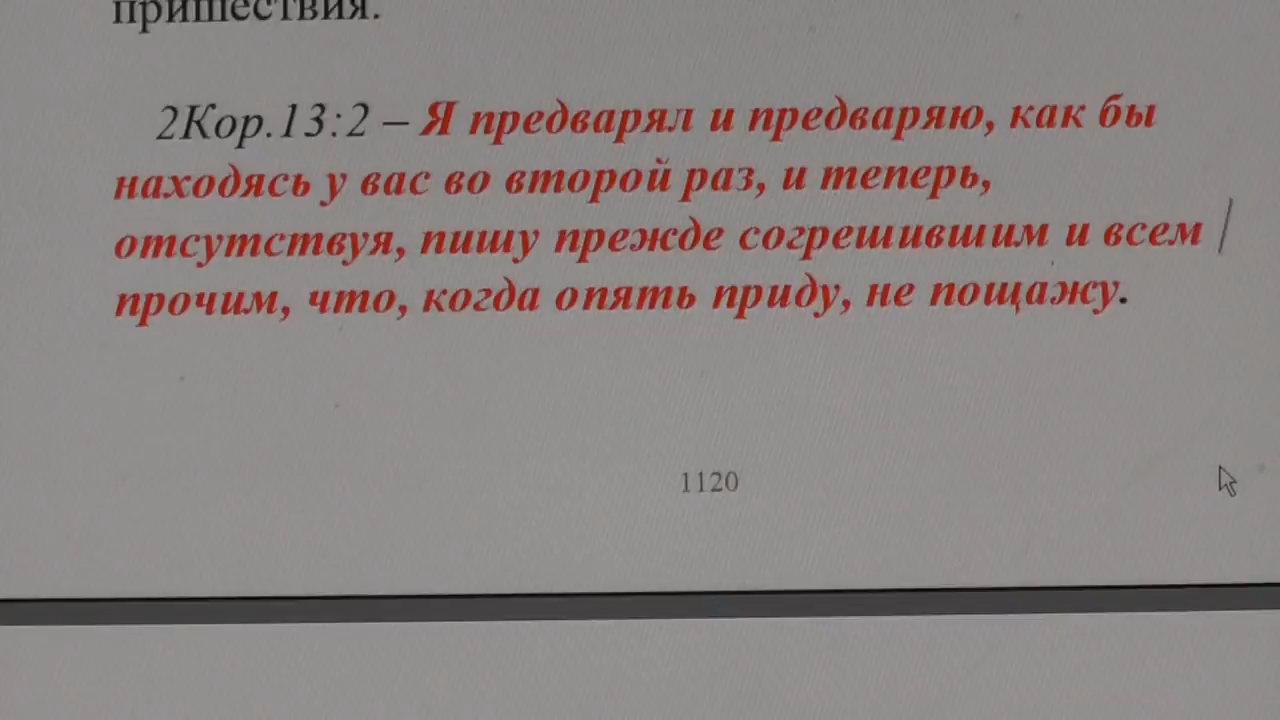 пришествия.
2Кор.13:2 – Я предварял и предваряю, как бы
находясь у вас во второй раз, и теперь,
отсутствуя, пишу прежде согрешившим и всем
прочим, что, когда опять приду, не пощажу.
1120